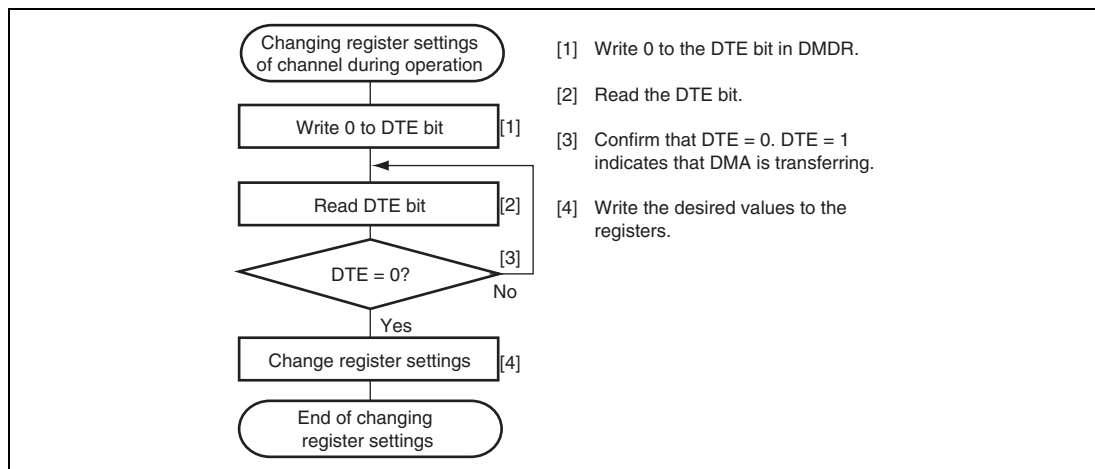 Changing register settings
of channel during operation
Write 0 to DTE bit
[1]
Read DTE bit
[2]
DTE = 0?
[3]
No
Yes
Change register settings
[4]
End of changing
register settings
[1] Write 0 to the DTE bit in DMDR.
[2] Read the DTE bit.
[3] Confirm that DTE = 0. DTE = 1
indicates that DMA is transferring.
[4] Write the desired values to the
registers.